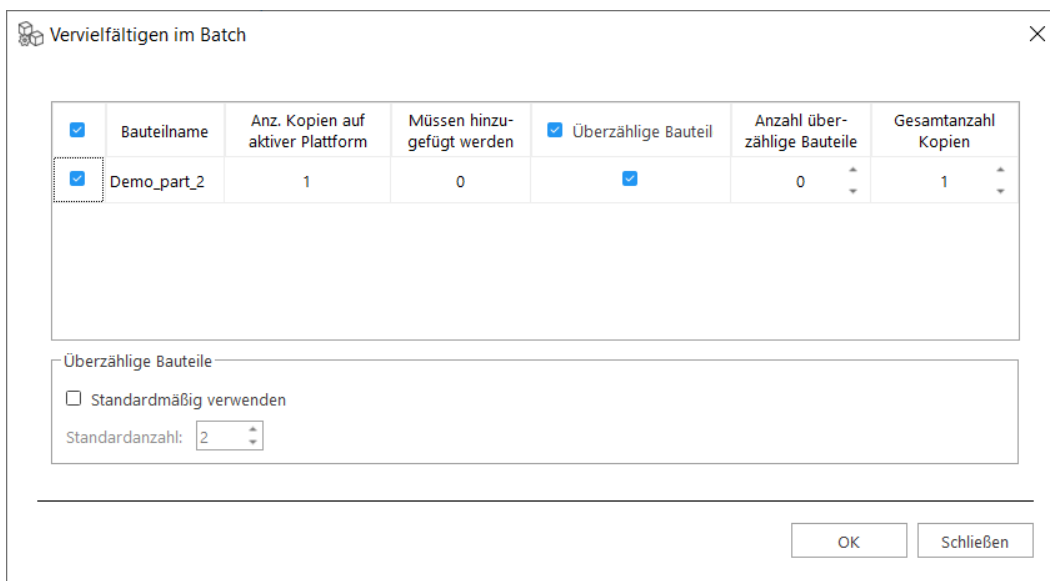 Vervielfältigen im Batch
Bauteilname
Anz. Kopien auf
aktiver Plattform
Müssen hinzu-
gefügt werden
Überzählige Bauteil
Anzahl über-
zählige Bauteile
Gesamtanzahl
Kopien
Demo_part_2 1 0 0 1
Überzählige Bauteile
Standardmäßig verwenden
Standardanzahl: 2
OK Schließen